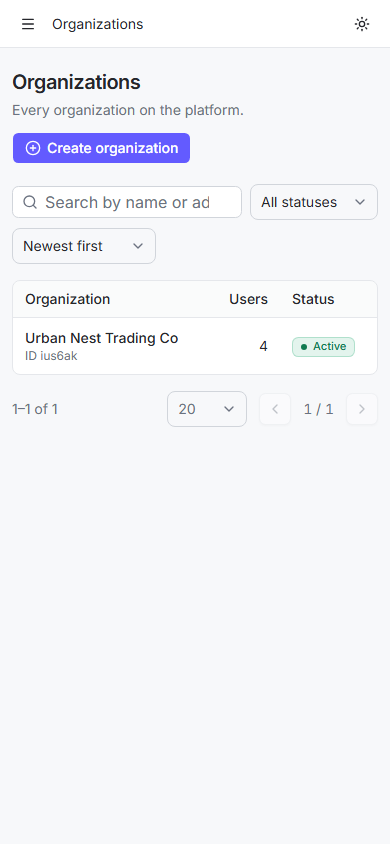 Organizations
Organizations
Every organization on the platform.
Create organization
Search by name or ad
All statuses
Newest first
Organization Users Status
Urban Nest Trading Co 4 Active
ID ius6ak
1–1 of 1 20 1 / 1